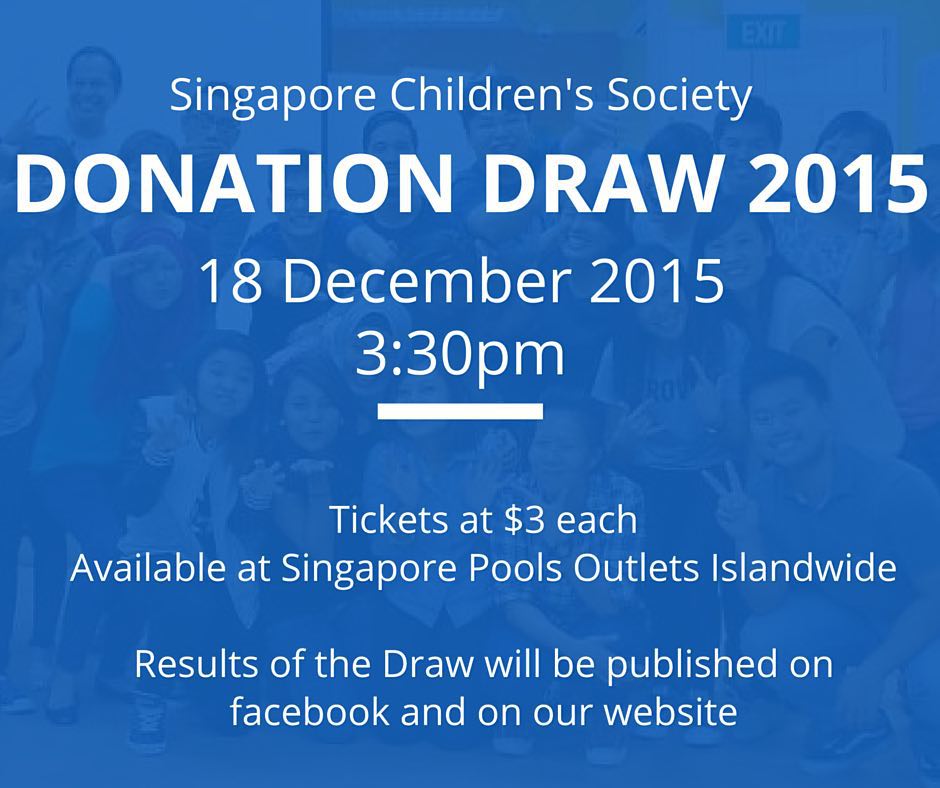 EXIT
Singapore Children's Society
DONATION DRAW 2015
18 December 2015
3:30pm
Tickets at $3 each
Available at Singapore Pools Outlets Islandwide
Results of the Draw will be published on
facebook and on our website